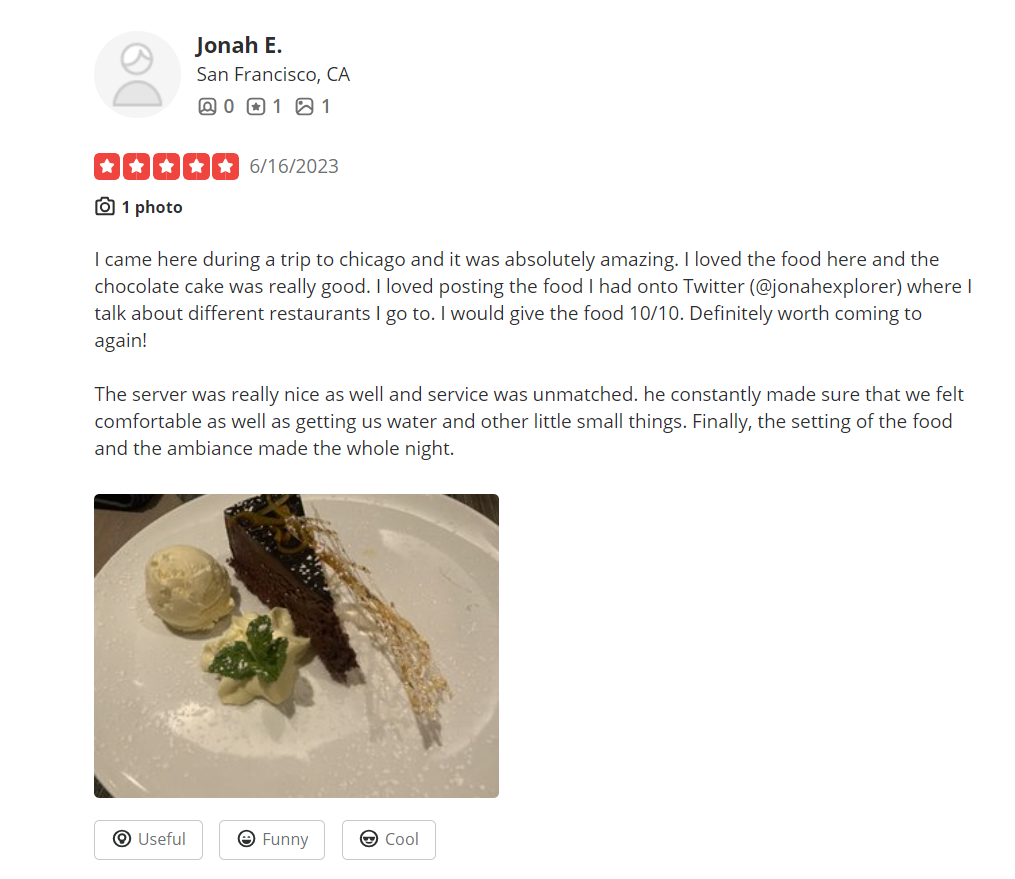 Jonah E.
San Francisco, CA
0 1 1
6/16/2023
1 photo
I came here during a trip to chicago and it was absolutely amazing. I loved the food here and the
chocolate cake was really good. I loved posting the food I had onto Twitter (@jonahexplorer) where I
talk about different restaurants I go to. I would give the food 10/10. Definitely worth coming to
again!
The server was really nice as well and service was unmatched. he constantly made sure that we felt
comfortable as well as getting us water and other little small things. Finally, the setting of the food
and the ambiance made the whole night.
Useful Funny Cool